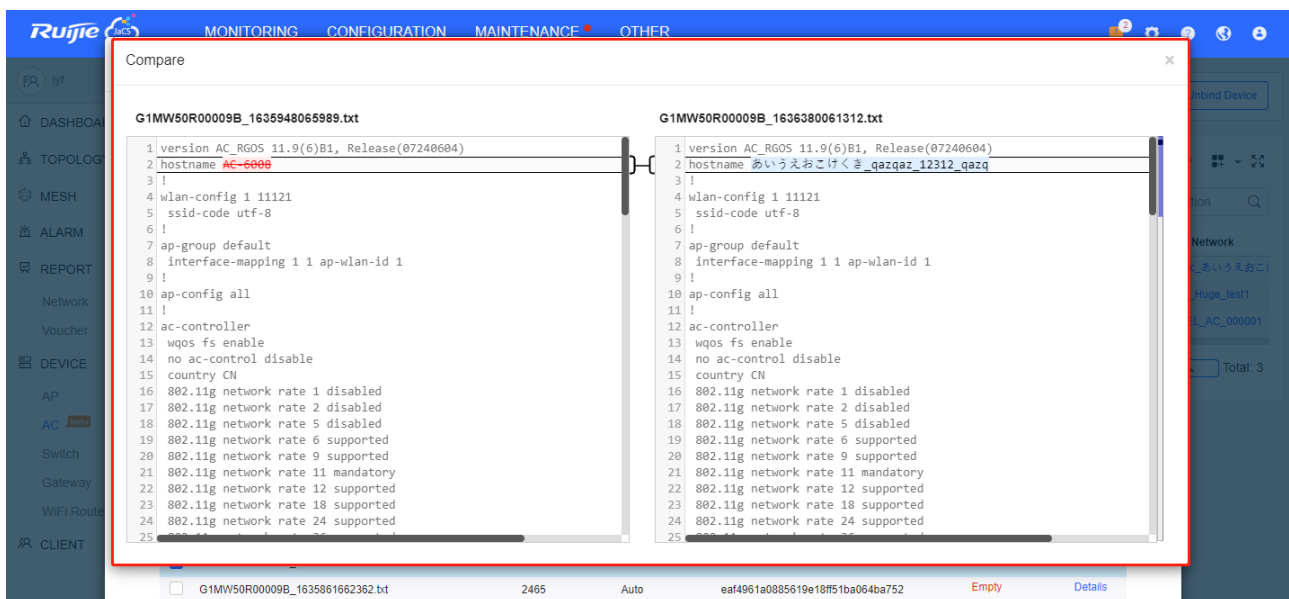 Ruijie JaCS MONITORING CONFIGURATION MAINTENANCE OTHER 2
lyf
DASHBOA
TOPOLOG
MESH
ALARM
REPORT
Network
Voucher
DEVICE
AP
AC beta
Switch
Gateway
WiFi Route
CLIENT
Compare ×
G1MW50R00009B_1635948065989.txt
1 version AC_RGOS 11.9(6)B1, Release(07240604)
2 hostname AC-6008
3 !
4 wlan-config 1 11121
5 ssid-code utf-8
6 !
7 ap-group default
8 interface-mapping 1 1 ap-wlan-id 1
9 !
10 ap-config all
11 !
12 ac-controller
13 wqos fs enable
14 no ac-control disable
15 country CN
16 802.11g network rate 1 disabled
17 802.11g network rate 2 disabled
18 802.11g network rate 5 disabled
19 802.11g network rate 6 supported
20 802.11g network rate 9 supported
21 802.11g network rate 11 mandatory
22 802.11g network rate 12 supported
23 802.11g network rate 18 supported
24 802.11g network rate 24 supported
25
G1MW50R00009B_1636380061312.txt
1 version AC_RGOS 11.9(6)B1, Release(07240604)
2 hostname あいうえおこけくき_qazqaz_12312_qazq
3 !
4 wlan-config 1 11121
5 ssid-code utf-8
6 !
7 ap-group default
8 interface-mapping 1 1 ap-wlan-id 1
9 !
10 ap-config all
11 !
12 ac-controller
13 wqos fs enable
14 no ac-control disable
15 country CN
16 802.11g network rate 1 disabled
17 802.11g network rate 2 disabled
18 802.11g network rate 5 disabled
19 802.11g network rate 6 supported
20 802.11g network rate 9 supported
21 802.11g network rate 11 mandatory
22 802.11g network rate 12 supported
23 802.11g network rate 18 supported
24 802.11g network rate 24 supported
25
Unbind Device
tion
Network
_あいうえおこ
_Huge_test1
EL_AC_000001
Total: 3
G1MW50R00009B_1635861662362.txt 2465 Auto eaf4961a0885619e18ff51ba064ba752 Empty Details